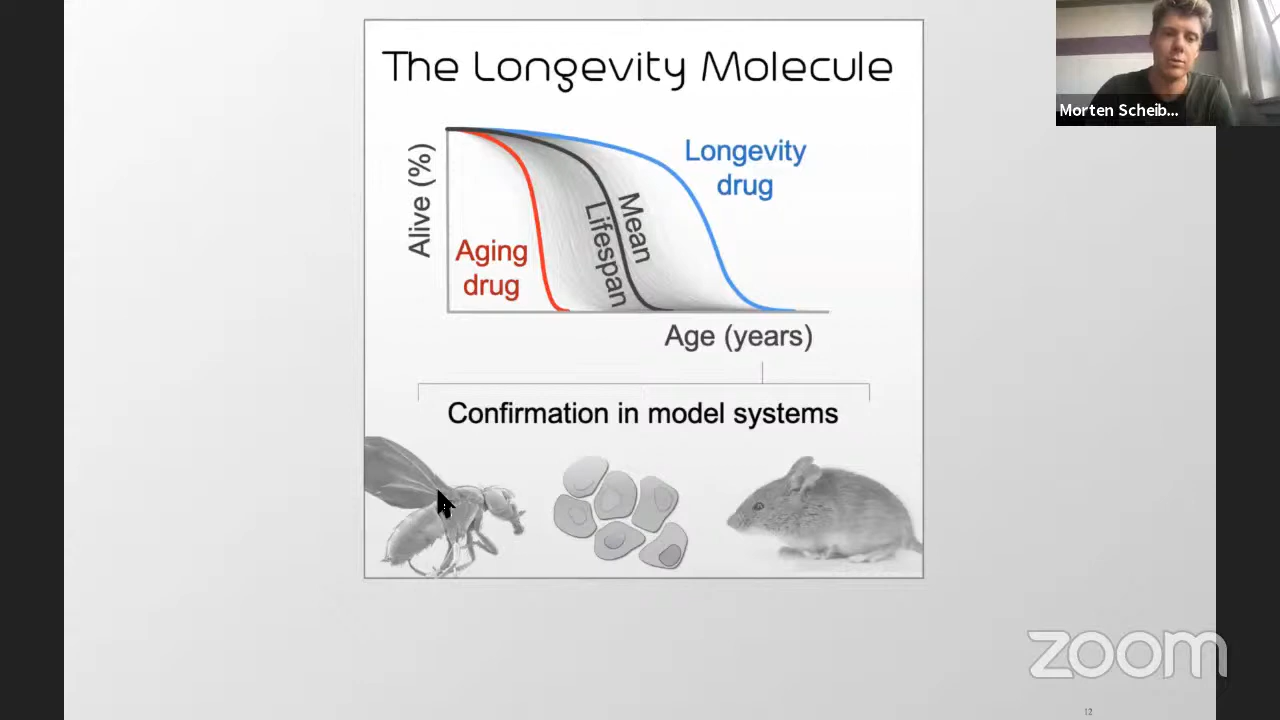 The Longevity Molecule
Alive (%)
Longevity
drug
Mean
Lifespan
Aging
drug
Age (years)
Confirmation in model systems
Morten Scheib...
zoom
12